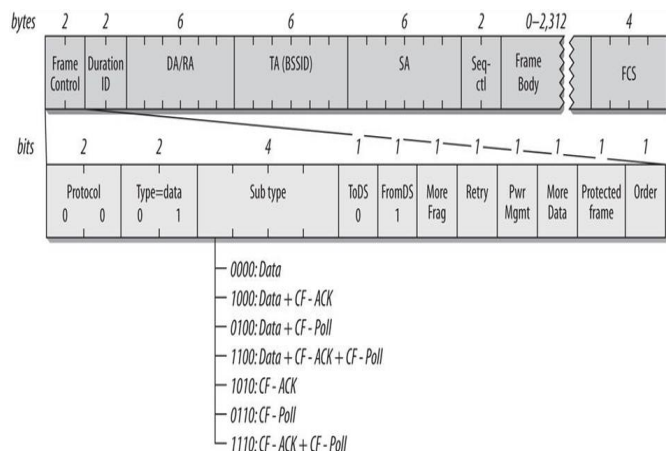 bytes 2 2 6 6 6 2 0-2,312 4
Frame Control Duration ID DA/RA TA (BSSID) SA Seq-ctl Frame Body FCS
bits 2 2 4 1 1 1 1 1 1 1 1
Protocol Type=data Sub type ToDS FromDS More Frag Retry Pwr Mgmt More Data Protected frame Order
0 0 0 1 0 1
0000: Data
1000: Data + CF - ACK
0100: Data + CF - Poll
1100: Data + CF - ACK + CF - Poll
1010: CF - ACK
0110: CF - Poll
1110: CF - ACK + CF - Poll